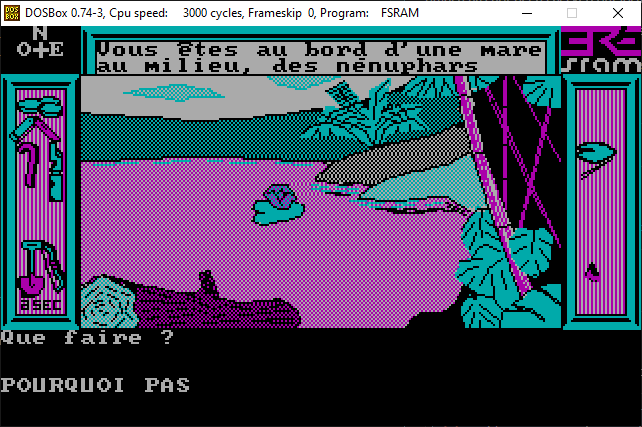 DOSBox 0.74-3, Cpu speed: 3000 cycles, Frameskip 0, Program: FSRAM
N
O E
Vous êtes au bord d'une mare
au milieu, des nénuphars
ERE
sram
Que faire ?
POURQUOI PAS